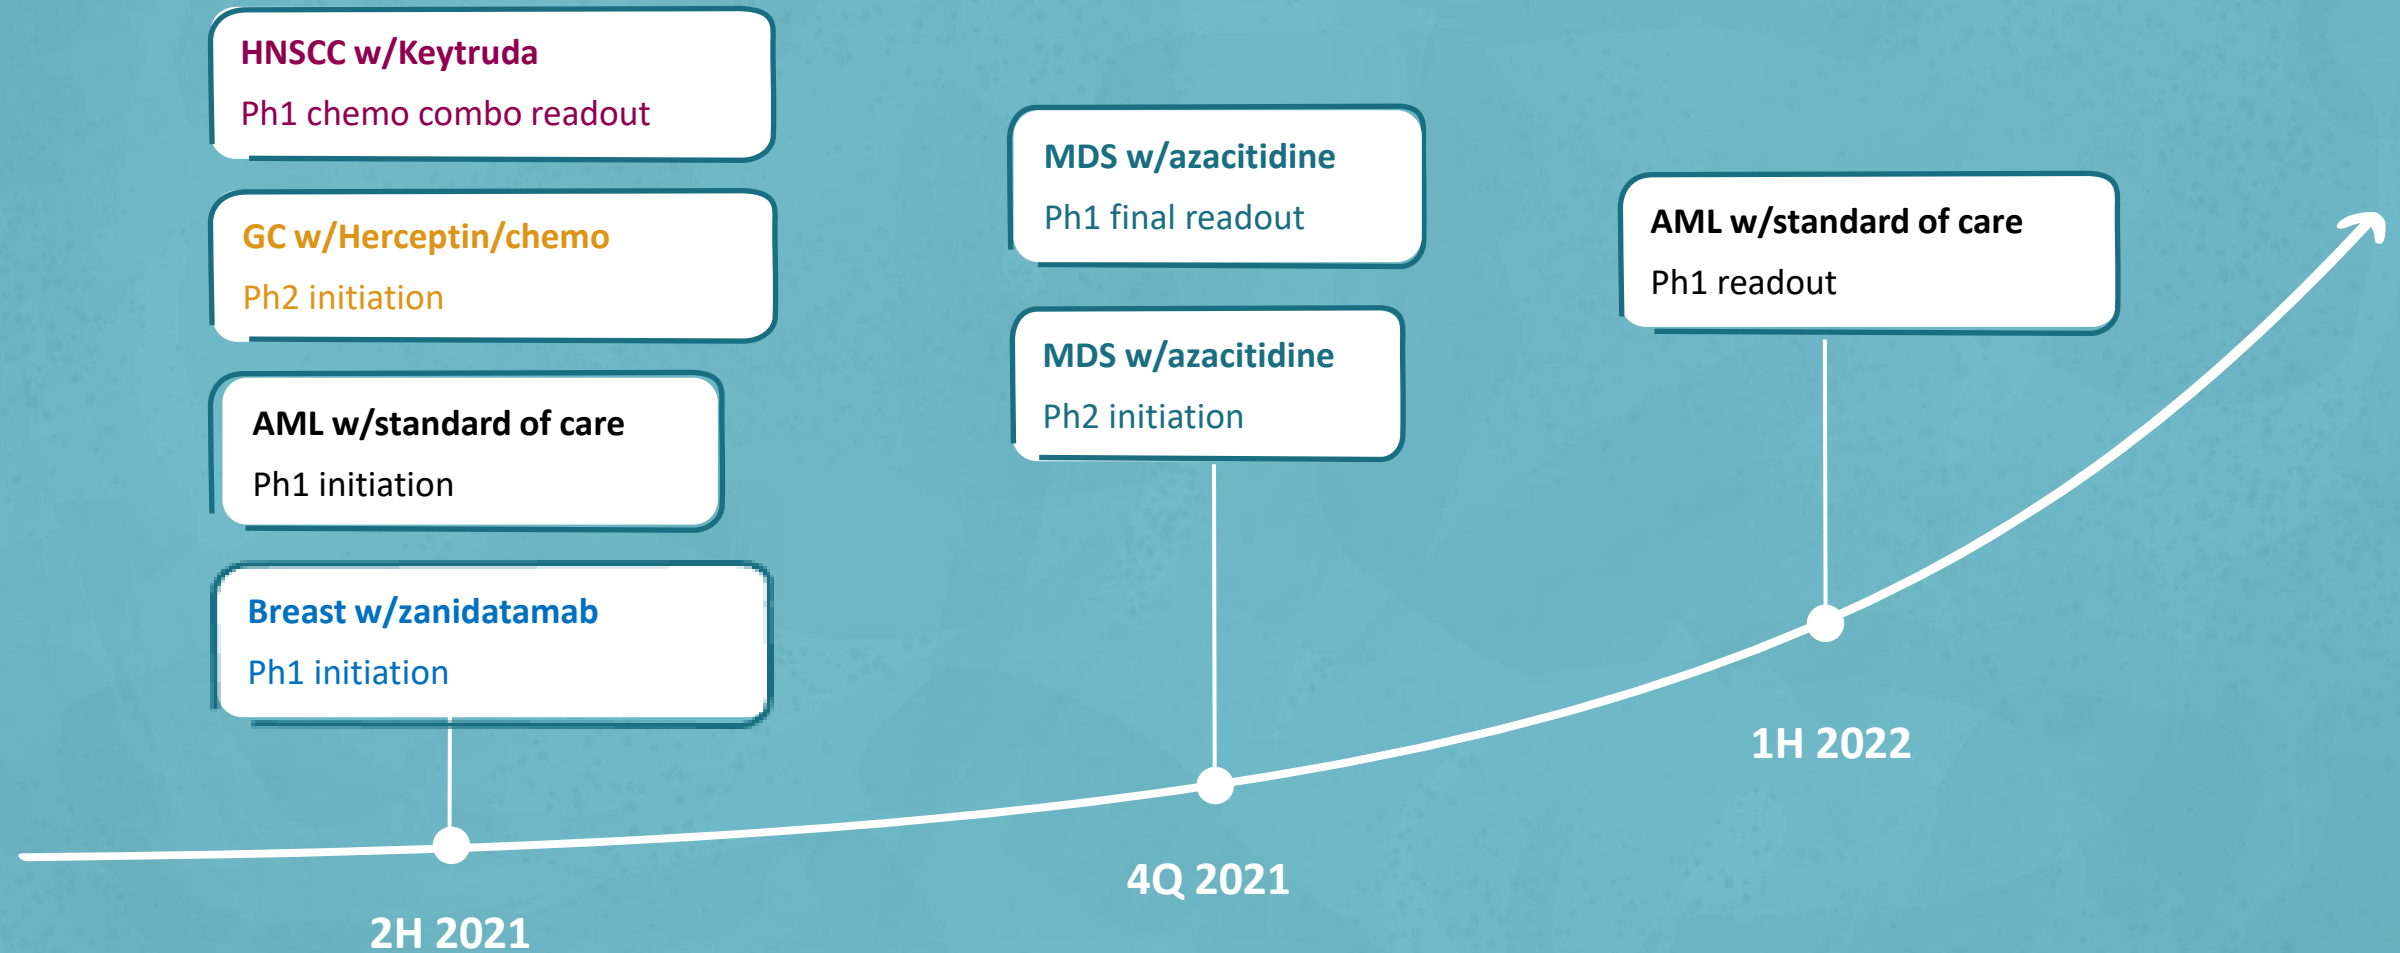 HNSCC w/Keytruda
Ph1 chemo combo readout
GC w/Herceptin/chemo
Ph2 initiation
AML w/standard of care
Ph1 initiation
Breast w/zanidatamab
Ph1 initiation
2H 2021
MDS w/azacitidine
Ph1 final readout
MDS w/azacitidine
Ph2 initiation
4Q 2021
AML w/standard of care
Ph1 readout
1H 2022